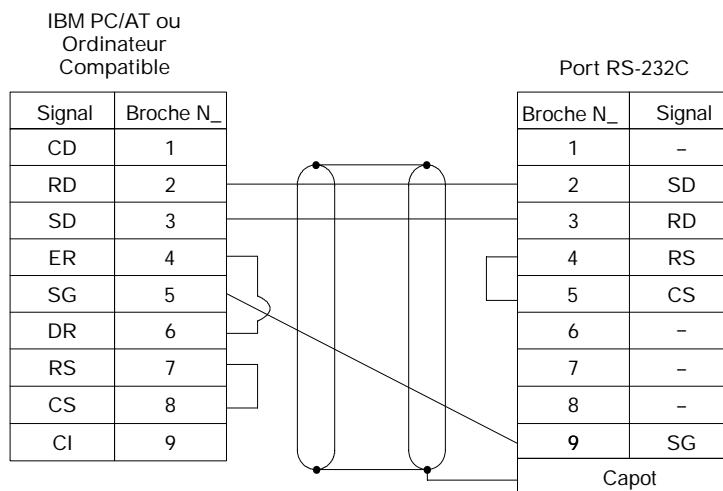 IBM PC/AT ou
Ordinateur
Compatible
Port RS-232C
Signal Broche N_
CD 1
RD 2
SD 3
ER 4
SG 5
DR 6
RS 7
CS 8
CI 9
Broche N_ Signal
1 –
2 SD
3 RD
4 RS
5 CS
6 –
7 –
8 –
9 SG
Capot